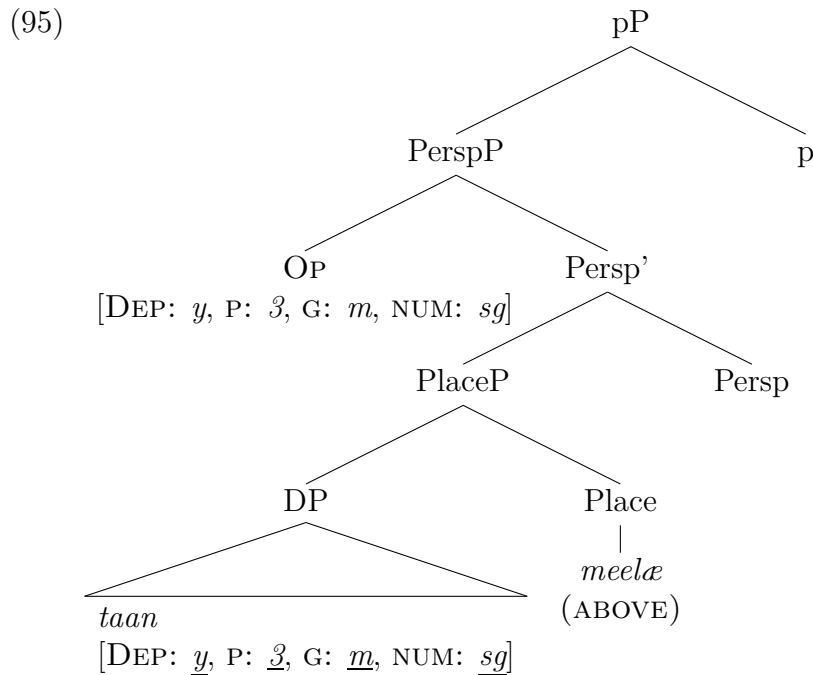 (95)
pP
PerspP p
OP Persp’
[DEP: y, P: 3, G: m, NUM: sg]
PlaceP Persp
DP Place
meelæ
(ABOVE)
taan
[DEP: y, P: 3, G: m, NUM: sg]